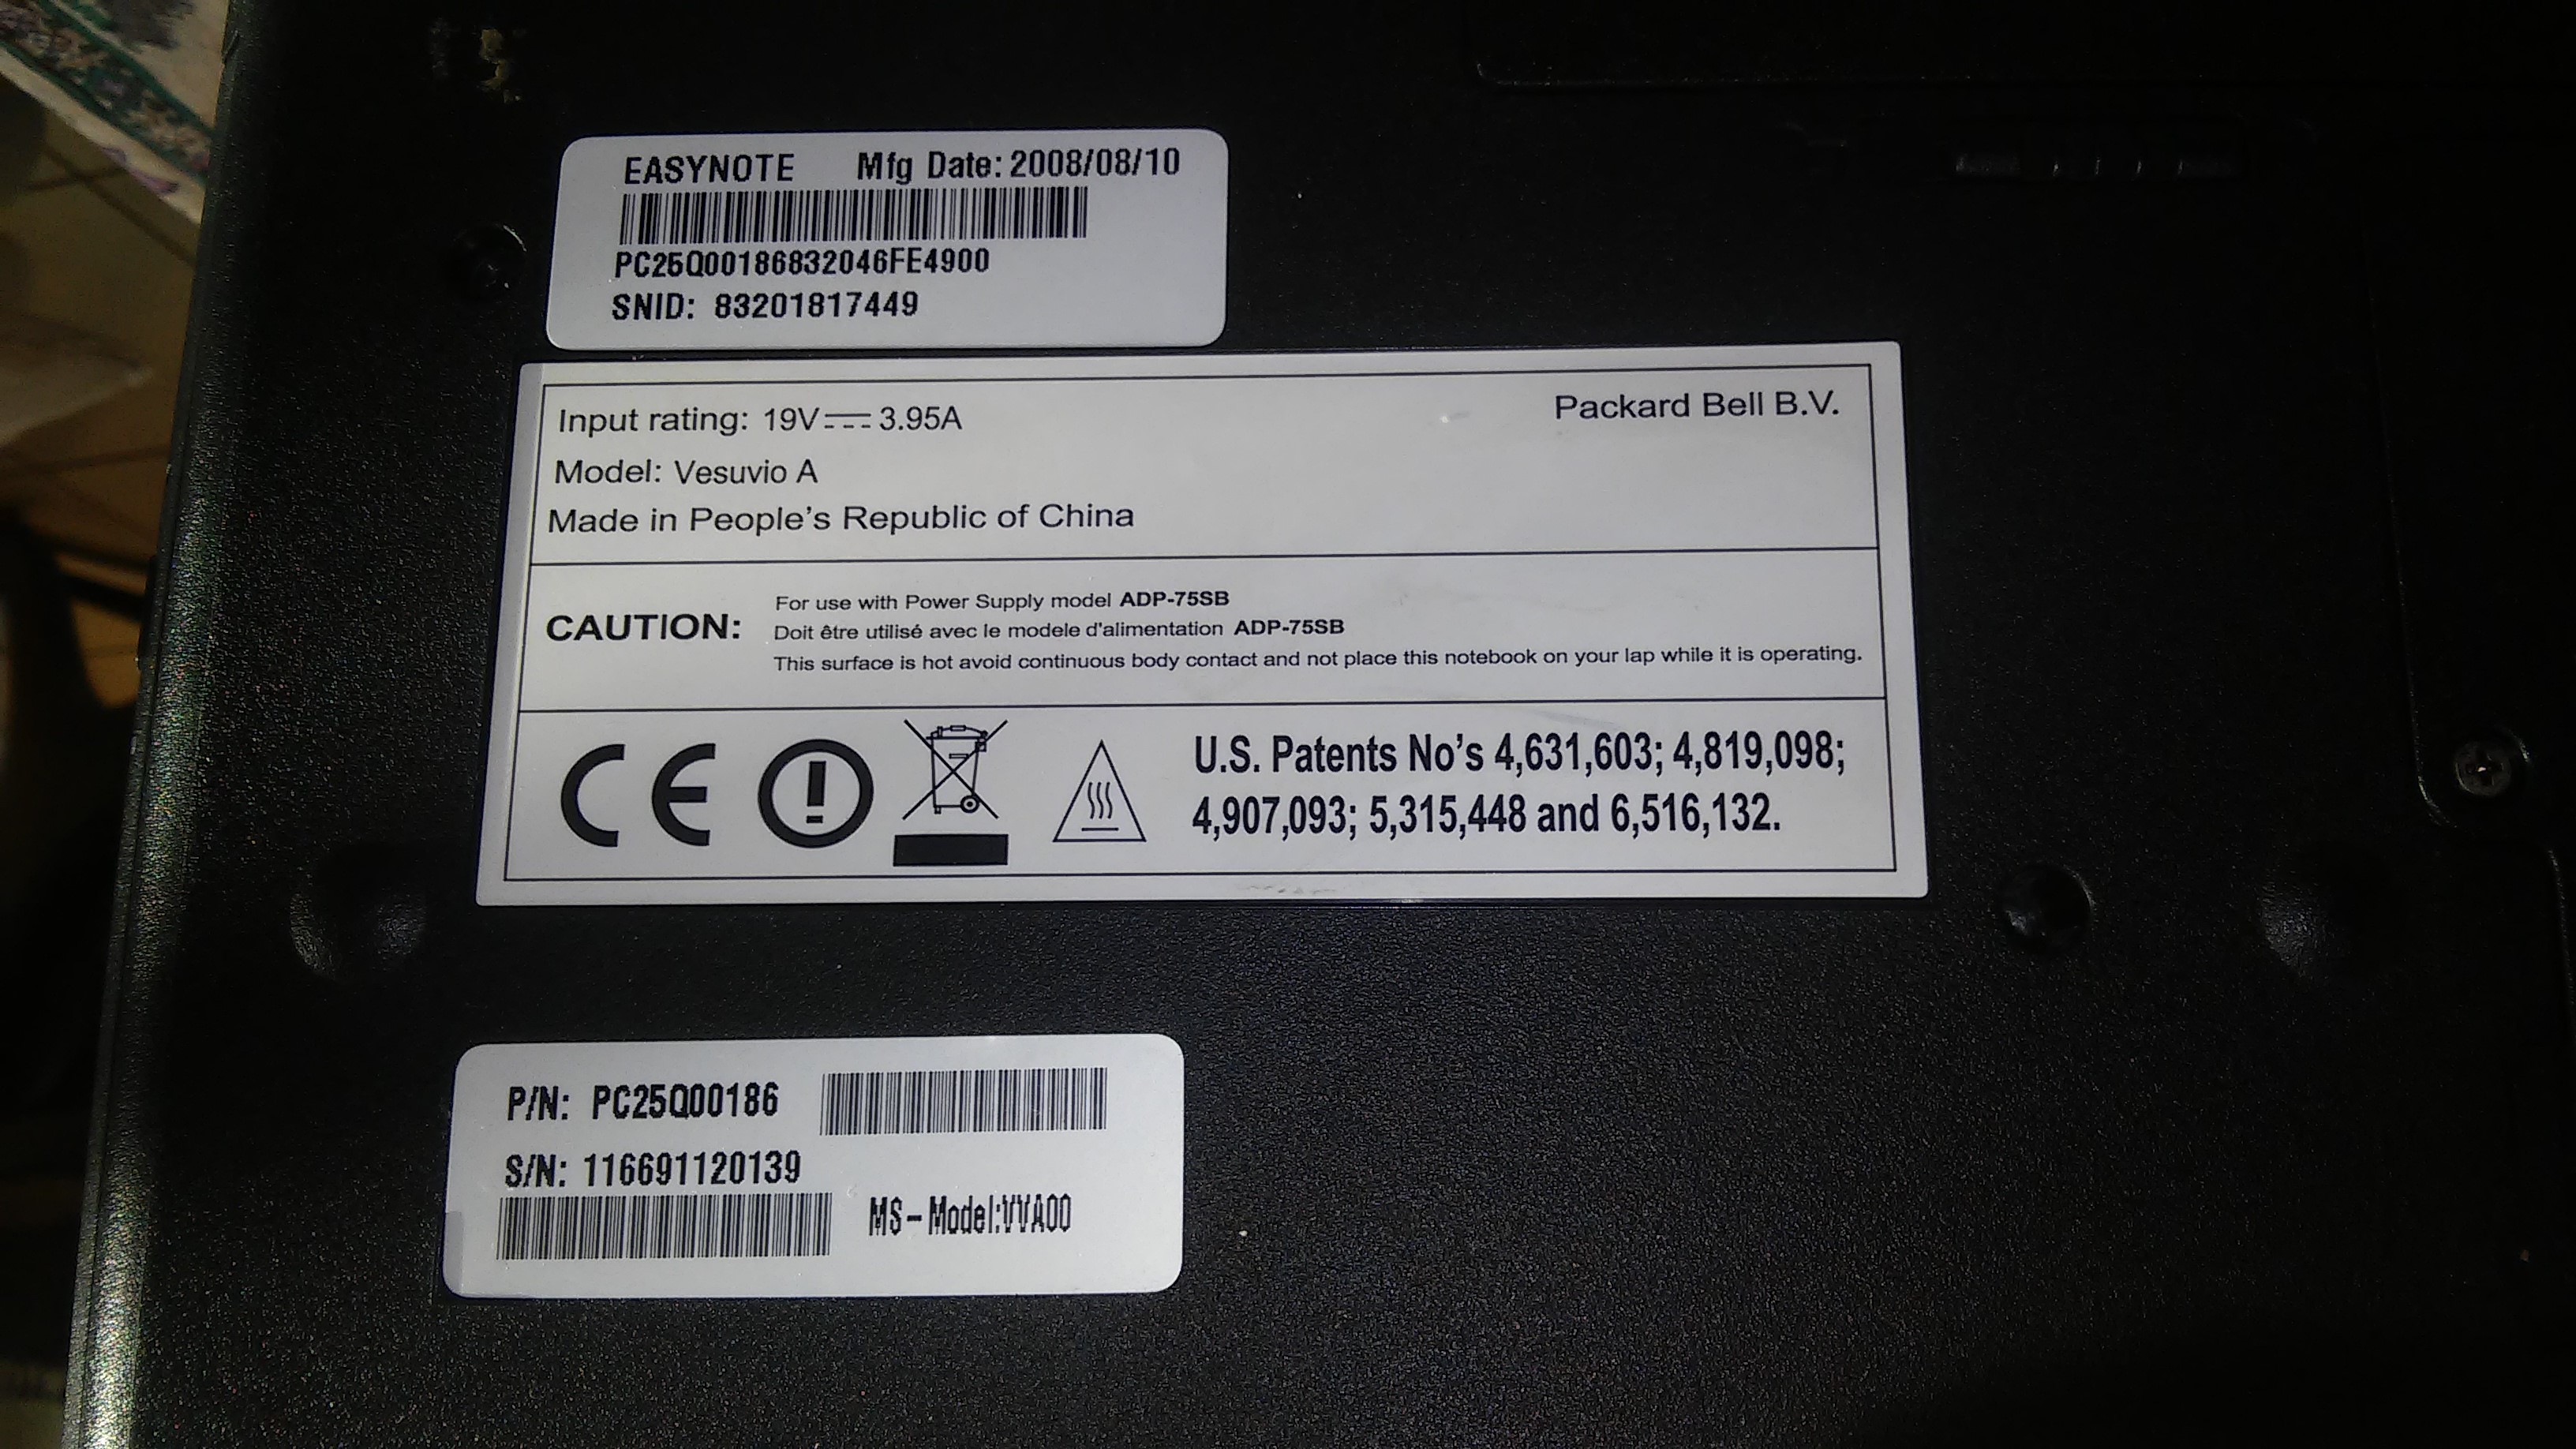 EASYNOTE Mfg Date: 2008/08/10
PC25Q00186832046FE4900
SNID: 83201817449
Input rating: 19V⎓3.95A
Packard Bell B.V.
Model: Vesuvio A
Made in People's Republic of China
CAUTION:
For use with Power Supply model ADP-75SB
Doit être utilisé avec le modele d'alimentation ADP-75SB
This surface is hot avoid continuous body contact and not place this notebook on your lap while it is operating.
CE
U.S. Patents No's 4,631,603; 4,819,098;
4,907,093; 5,315,448 and 6,516,132.
P/N: PC25Q00186
S/N: 116691120139
MS-Model:VVA00